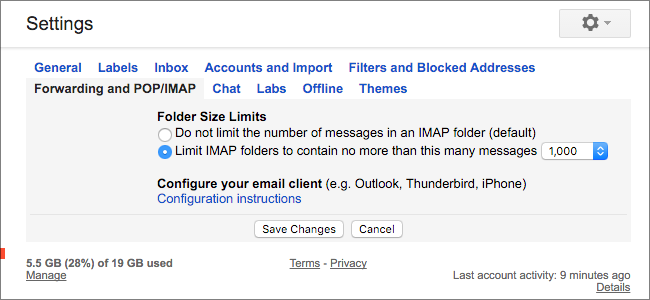 Settings
General Labels Inbox Accounts and Import Filters and Blocked Addresses
Forwarding and POP/IMAP Chat Labs Offline Themes
Folder Size Limits
Do not limit the number of messages in an IMAP folder (default)
Limit IMAP folders to contain no more than this many messages 1,000
Configure your email client (e.g. Outlook, Thunderbird, iPhone)
Configuration instructions
Save Changes Cancel
5.5 GB (28%) of 19 GB used
Manage
Terms - Privacy
Last account activity: 9 minutes ago
Details